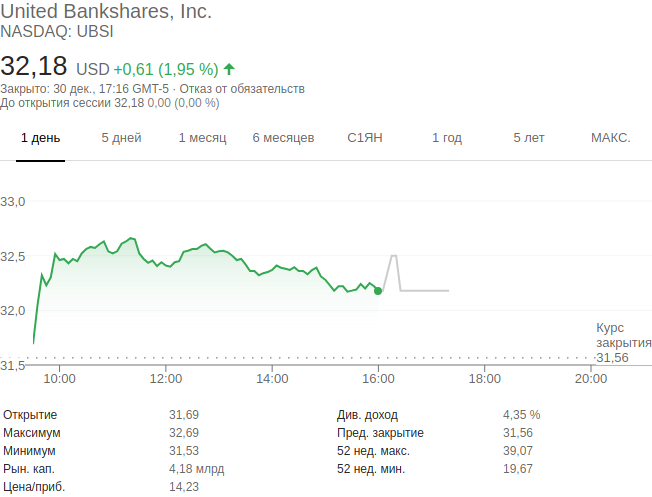 United Bankshares, Inc.
NASDAQ: UBSI
32,18 USD +0,61 (1,95 %)
Закрыто: 30 дек., 17:16 GMT-5 · Отказ от обязательств
До открытия сессии 32,18 0,00 (0,00 %)
1 день 5 дней 1 месяц 6 месяцев С1ЯН 1 год 5 лет МАКС.
33,0
32,5
32,0
Курс
закрытия
31,56
31,5
10:00 12:00 14:00 16:00 18:00 20:00
Открытие 31,69 Див. доход 4,35 %
Максимум 32,69 Пред. закрытие 31,56
Минимум 31,53 52 нед. макс. 39,07
Рын. кап. 4,18 млрд 52 нед. мин. 19,67
Цена/приб. 14,23